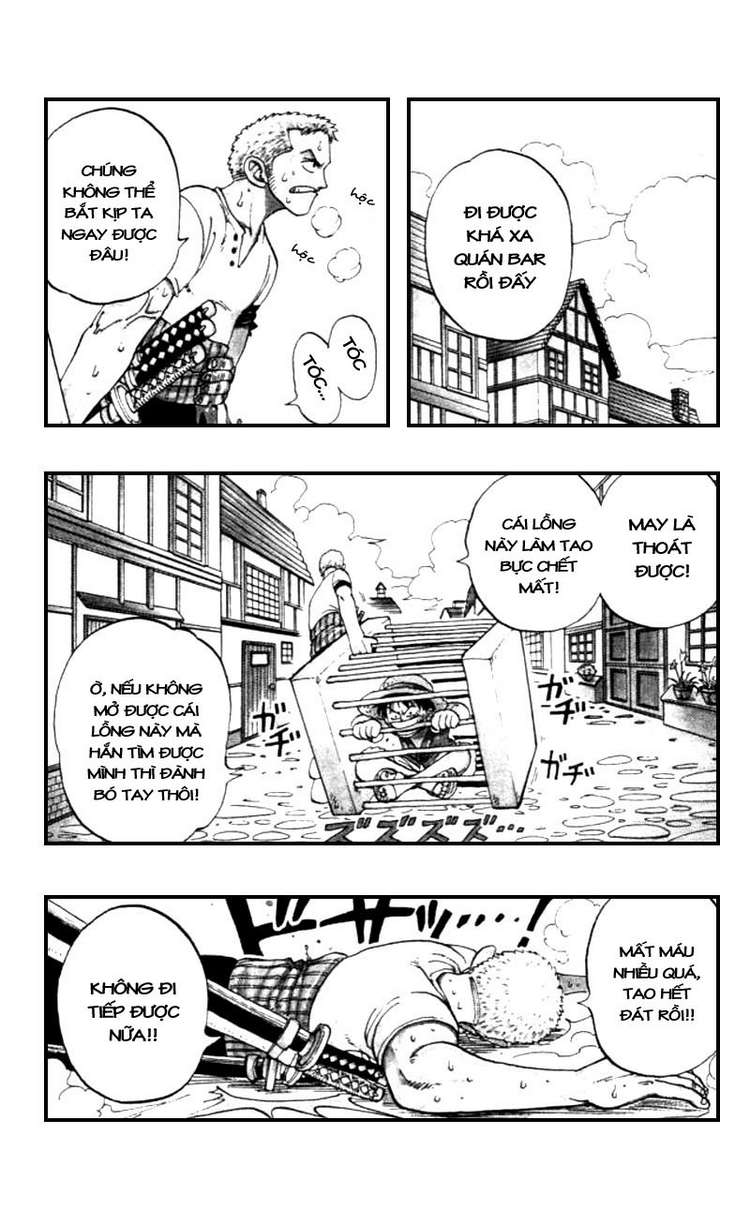 ĐI ĐƯỢC
KHÁ XA
QUÁN BAR
RỒI ĐẤY
CHÚNG
KHÔNG THỂ
BẮT KỊP TA
NGAY ĐƯỢC
ĐÂU!
hộc
hộc
TÓC
TÓC...
MAY LÀ
THOÁT
ĐƯỢC!
CÁI LỒNG
NÀY LÀM TAO
BỰC CHẾT
MẤT!
Ờ, NẾU KHÔNG
MỞ ĐƯỢC CÁI
LỒNG NÀY MÀ
HẮN TÌM ĐƯỢC
MÌNH THÌ ĐÀNH
BÓ TAY THÔI!
ガチ
ガチ
ガチ
ズズズズ...
MẤT MÁU
NHIỀU QUÁ,
TAO HẾT
ĐÁT RỒI!!
KHÔNG ĐI
TIẾP ĐƯỢC
NỮA!!